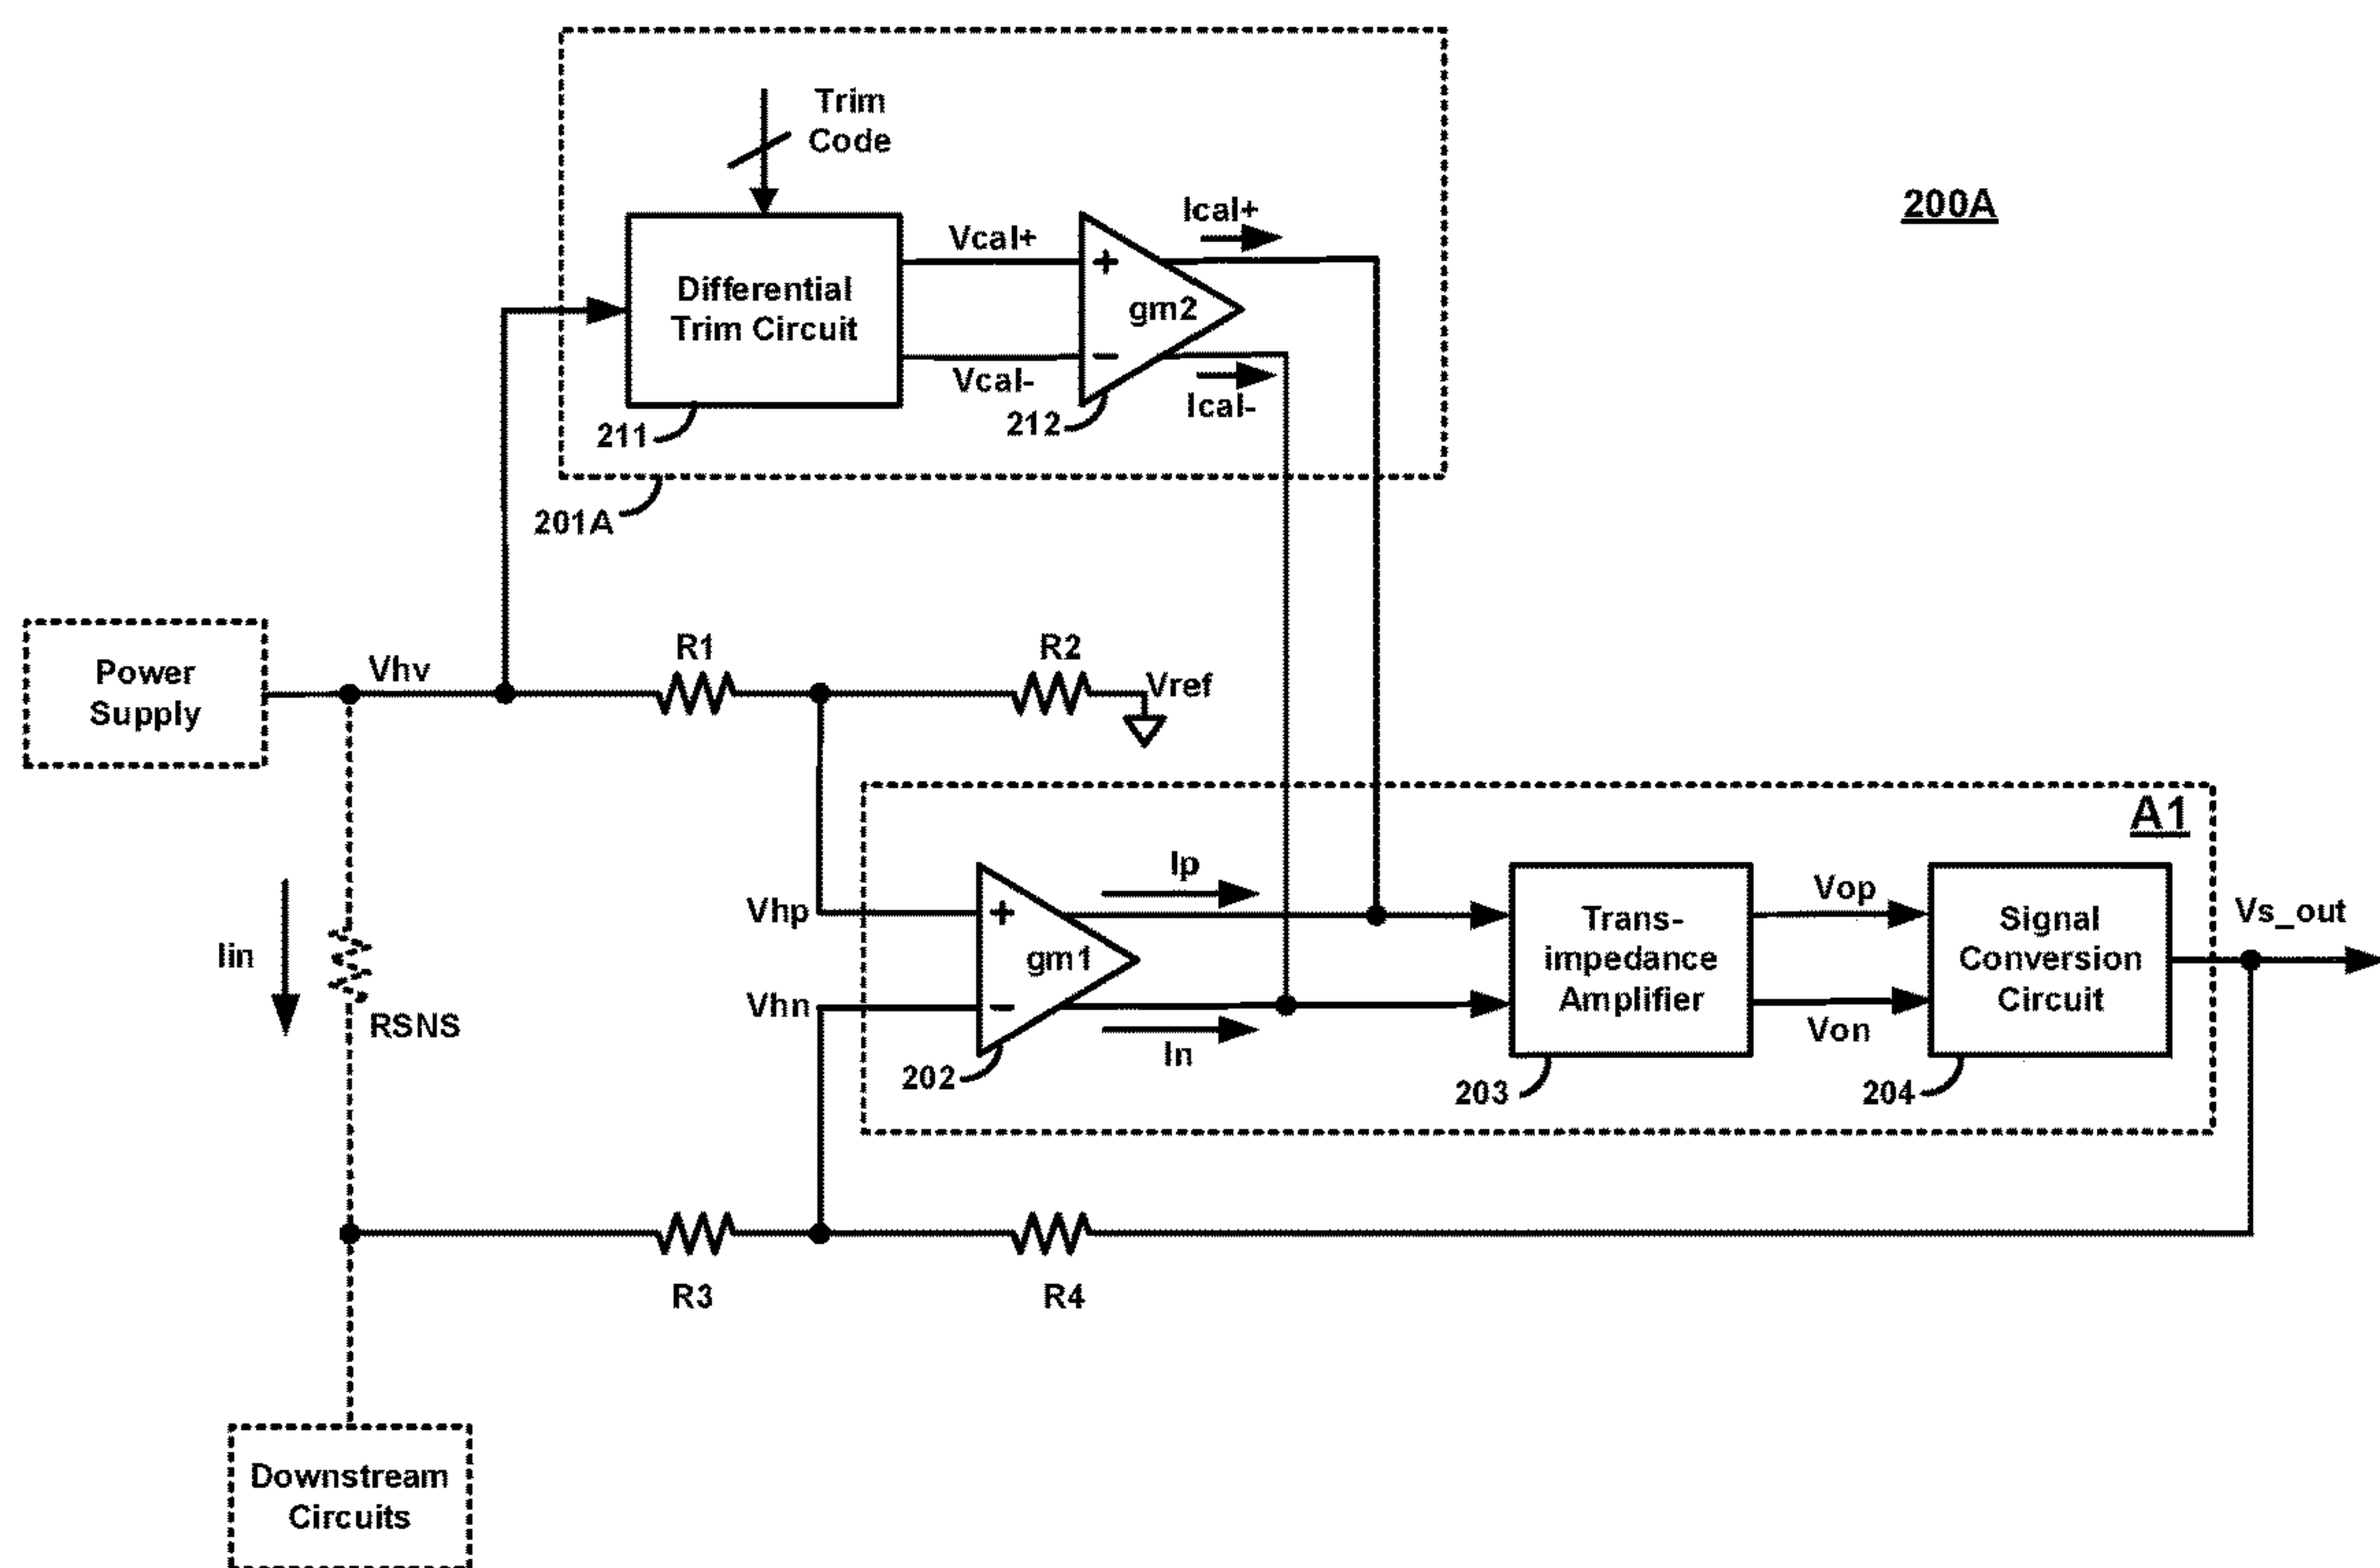 Trim
Code
200A
Ical+
Vcal+
Differential
Trim Circuit
gm2
Vcal-
Ical-
211
212
201A
Power
Supply
Vhv
R1
R2
Vref
A1
Ip
Vhp
Vop
Vs_out
Iin
gm1
Trans-
impedance
Amplifier
Signal
Conversion
Circuit
Vhn
RSNS
Von
In
202
203
204
R3
R4
Downstream
Circuits